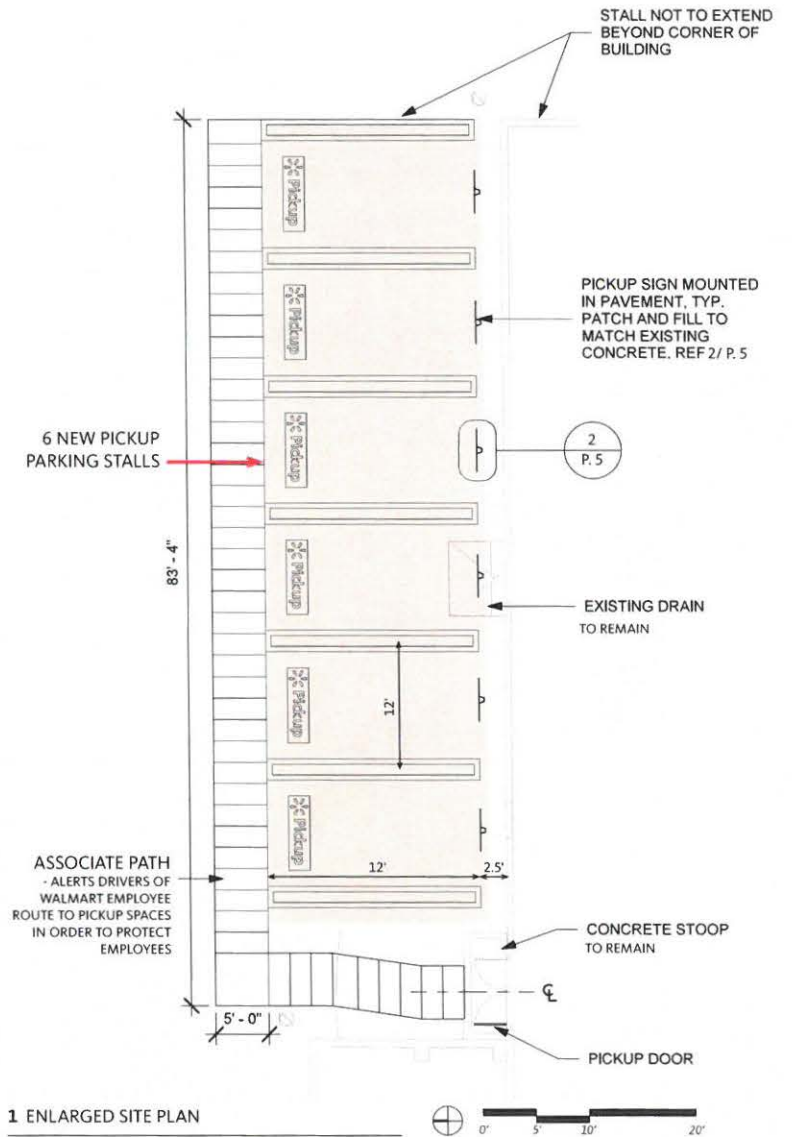 STALL NOT TO EXTEND
BEYOND CORNER OF
BUILDING
Pickup
Pickup
PICKUP SIGN MOUNTED
IN PAVEMENT, TYP.
PATCH AND FILL TO
MATCH EXISTING
CONCRETE. REF 2/ P. 5
Pickup
6 NEW PICKUP
PARKING STALLS
2
P. 5
83' - 4"
Pickup
EXISTING DRAIN
TO REMAIN
Pickup
12'
Pickup
ASSOCIATE PATH
- ALERTS DRIVERS OF
WALMART EMPLOYEE
ROUTE TO PICKUP SPACES
IN ORDER TO PROTECT
EMPLOYEES
12'
2.5'
CONCRETE STOOP
TO REMAIN
℄
5' - 0"
PICKUP DOOR
1 ENLARGED SITE PLAN
0' 5' 10' 20'